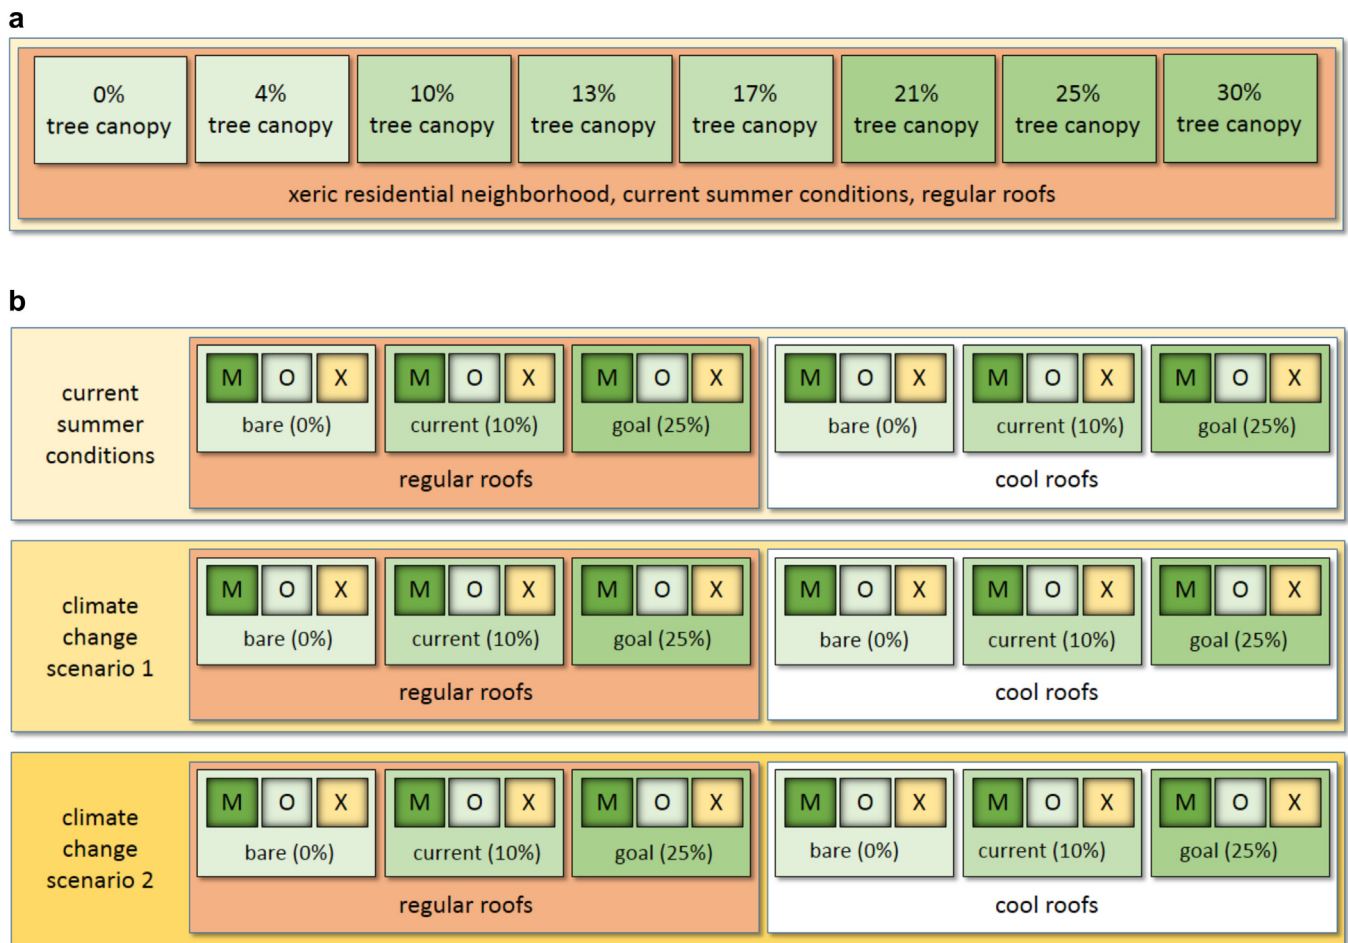 a
0% tree canopy
4% tree canopy
10% tree canopy
13% tree canopy
17% tree canopy
21% tree canopy
25% tree canopy
30% tree canopy
xeric residential neighborhood, current summer conditions, regular roofs
b
current
summer
conditions
M O X
bare (0%)
M O X
current (10%)
M O X
goal (25%)
regular roofs
M O X
bare (0%)
M O X
current (10%)
M O X
goal (25%)
cool roofs
climate
change
scenario 1
M O X
bare (0%)
M O X
current (10%)
M O X
goal (25%)
regular roofs
M O X
bare (0%)
M O X
current (10%)
M O X
goal (25%)
cool roofs
climate
change
scenario 2
M O X
bare (0%)
M O X
current (10%)
M O X
goal (25%)
regular roofs
M O X
bare (0%)
M O X
current (10%)
M O X
goal (25%)
cool roofs